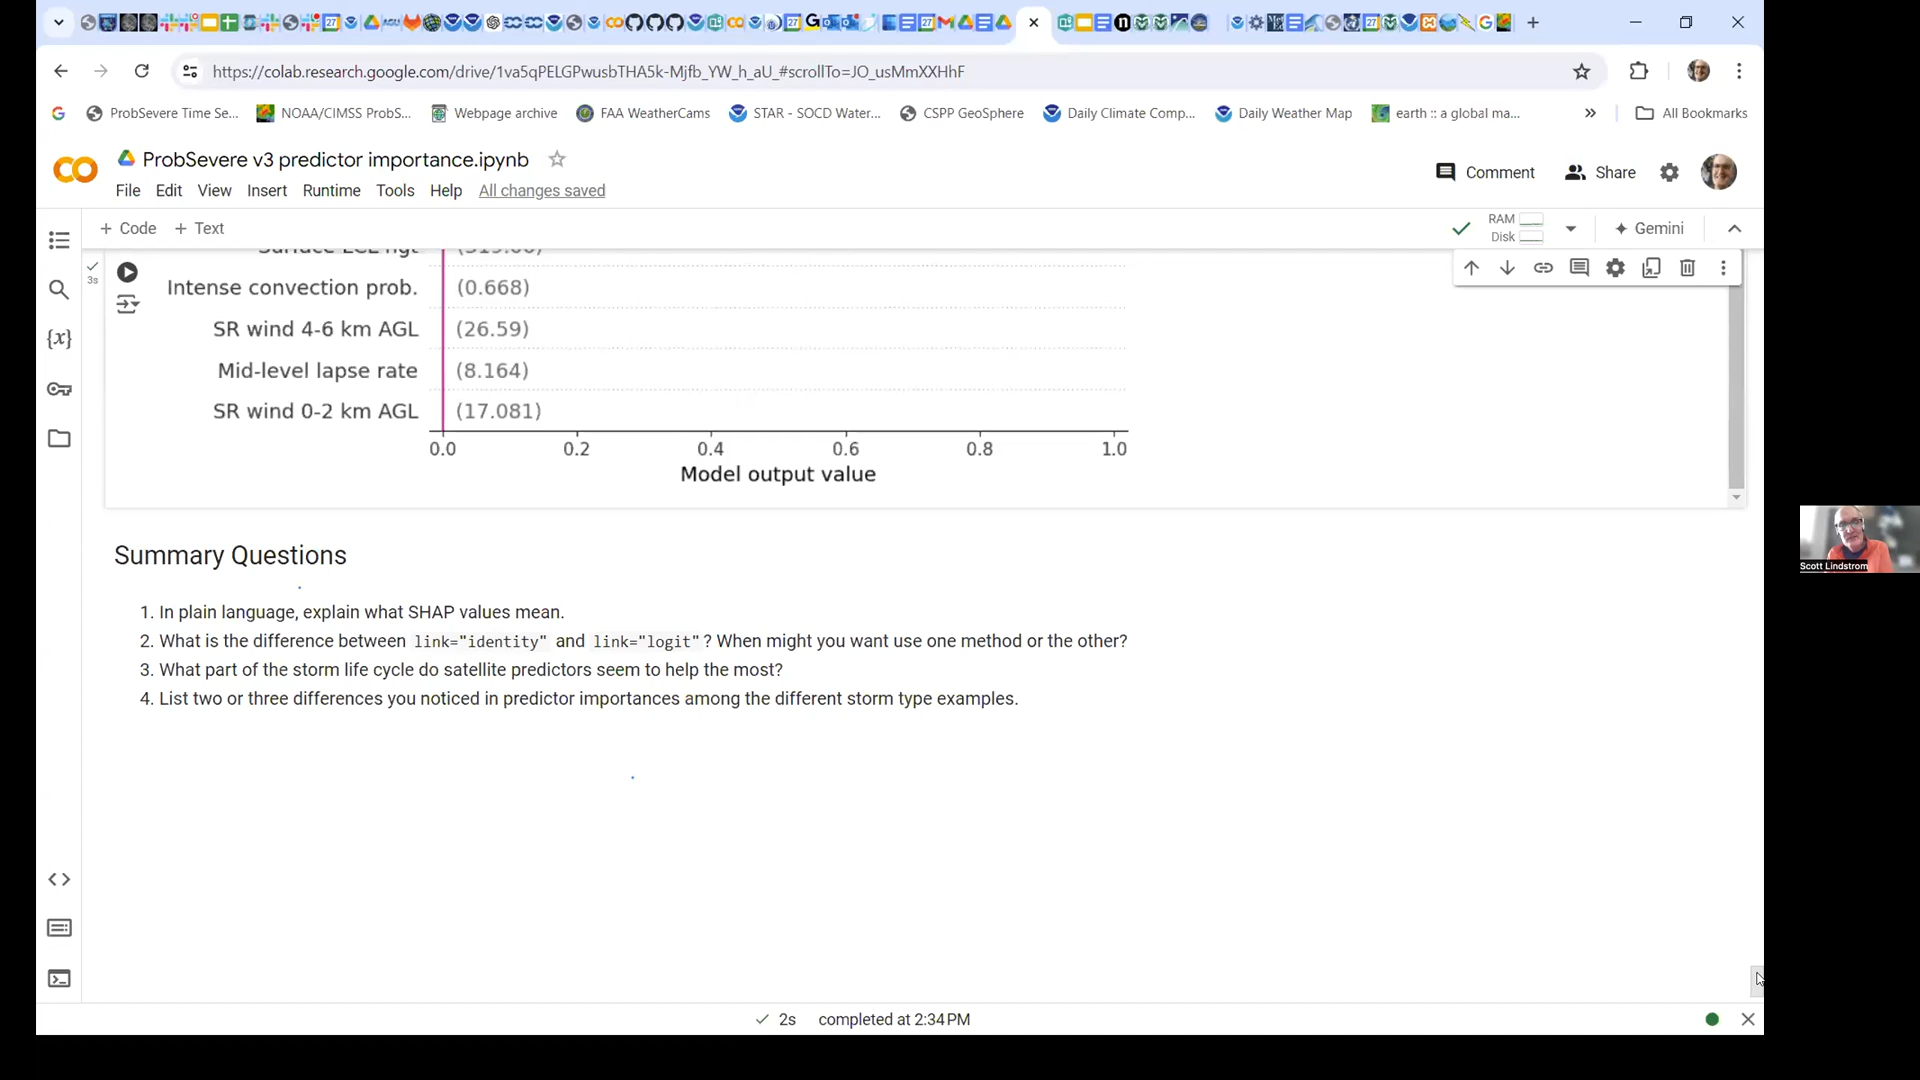 https://colab.research.google.com/drive/1va5qPELGPwusbTHA5k-Mjfb_YW_h_aU_#scrollTo=JO_usMmXXHhF
ProbSevere Time Se... NOAA/CIMSS ProbS... Webpage archive FAA WeatherCams STAR - SOCD Water... CSPP GeoSphere Daily Climate Comp... Daily Weather Map earth :: a global ma... All Bookmarks
ProbSevere v3 predictor importance.ipynb
Comment Share
File Edit View Insert Runtime Tools Help All changes saved
+ Code + Text
RAM
Disk
Gemini
3s
Intense convection prob. (0.668)
SR wind 4-6 km AGL (26.59)
Mid-level lapse rate (8.164)
SR wind 0-2 km AGL (17.081)
0.0 0.2 0.4 0.6 0.8 1.0
Model output value
Summary Questions
1. In plain language, explain what SHAP values mean.
2. What is the difference between link="identity" and link="logit"? When might you want use one method or the other?
3. What part of the storm life cycle do satellite predictors seem to help the most?
4. List two or three differences you noticed in predictor importances among the different storm type examples.
Scott Lindstrom
2s completed at 2:34 PM